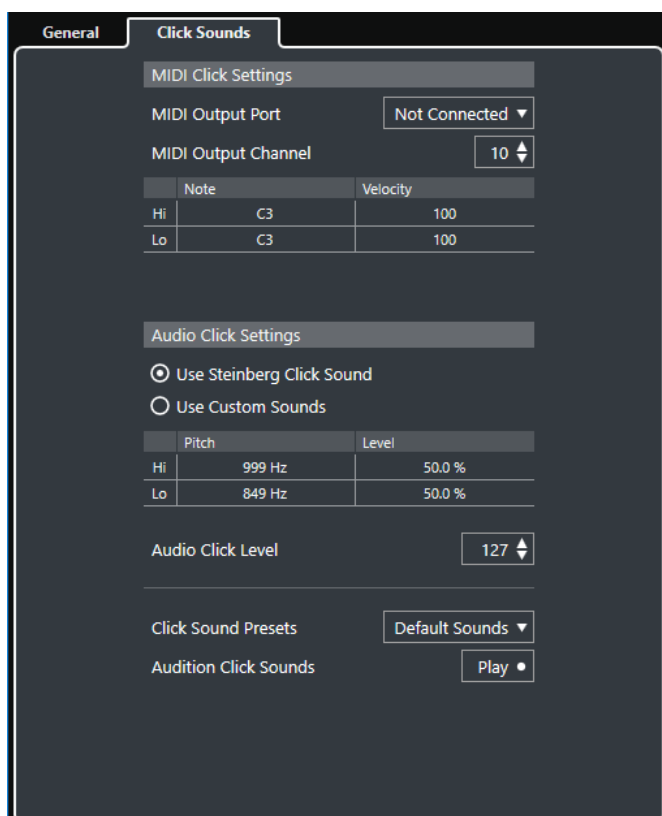 General Click Sounds
MIDI Click Settings
MIDI Output Port Not Connected
MIDI Output Channel 10
Note Velocity
Hi C3 100
Lo C3 100
Audio Click Settings
Use Steinberg Click Sound
Use Custom Sounds
Pitch Level
Hi 999 Hz 50.0 %
Lo 849 Hz 50.0 %
Audio Click Level 127
Click Sound Presets Default Sounds
Audition Click Sounds Play